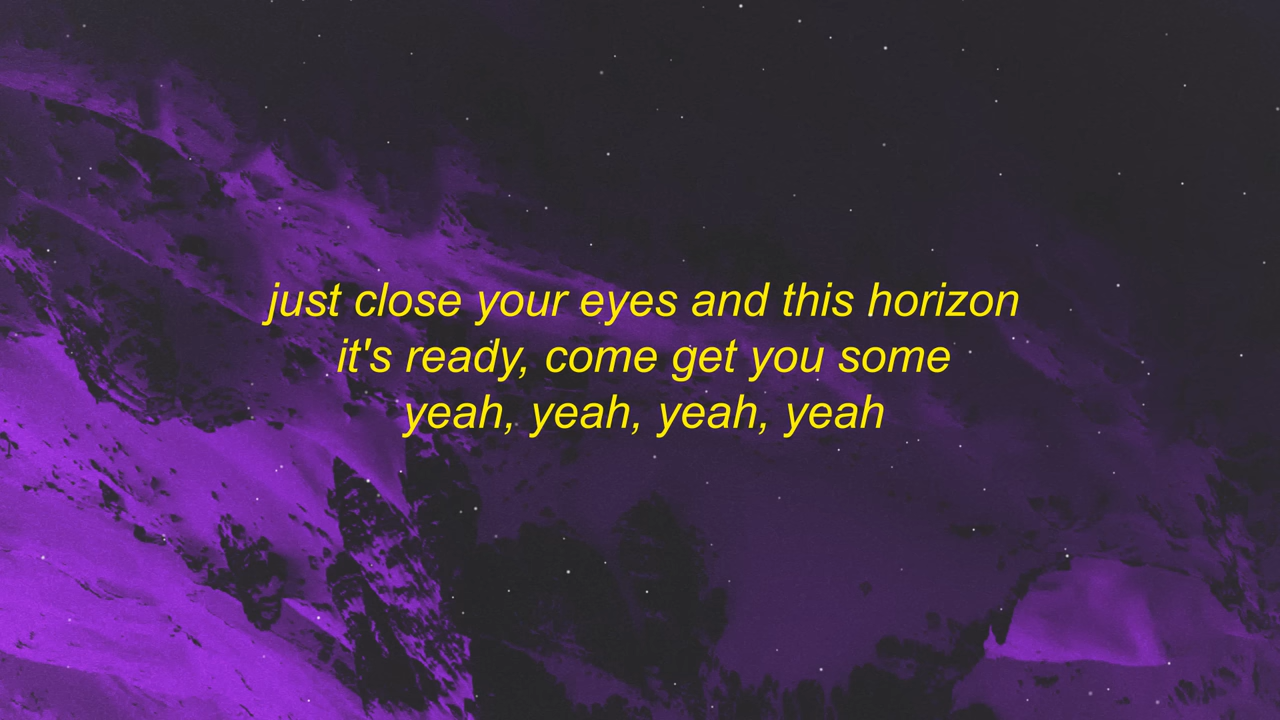 just close your eyes and this horizon
it's ready, come get you some
yeah, yeah, yeah, yeah